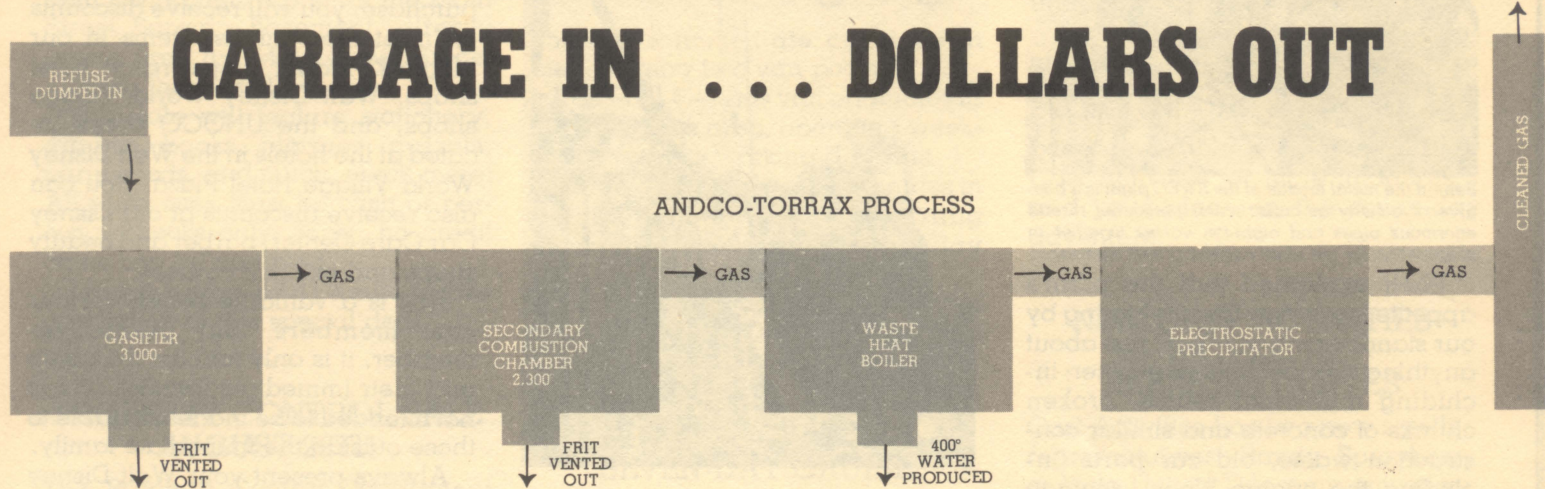 GARBAGE IN ... DOLLARS OUT
REFUSE-
DUMPED IN
ANDCO-TORRAX PROCESS
GASIFIER
3,000°
GAS
SECONDARY
COMBUSTION
CHAMBER
2,300°
GAS
WASTE
HEAT
BOILER
GAS
ELECTROSTATIC
PRECIPITATOR
GAS
CLEANED GAS
FRIT
VENTED
OUT
FRIT
VENTED
OUT
400°
WATER
PRODUCED